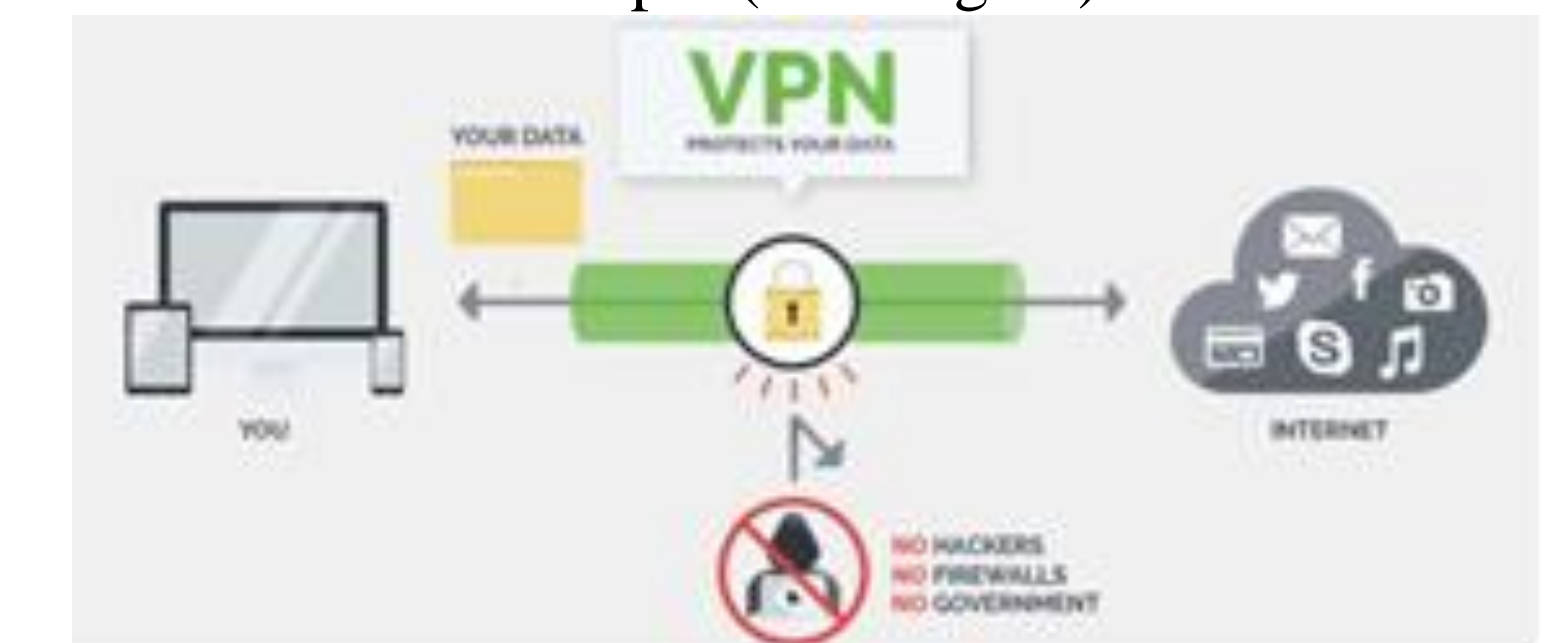 VPN
PROTECTS YOUR DATA
YOUR DATA
YOU
INTERNET
NO HACKERS
NO FIREWALLS
NO GOVERNMENT